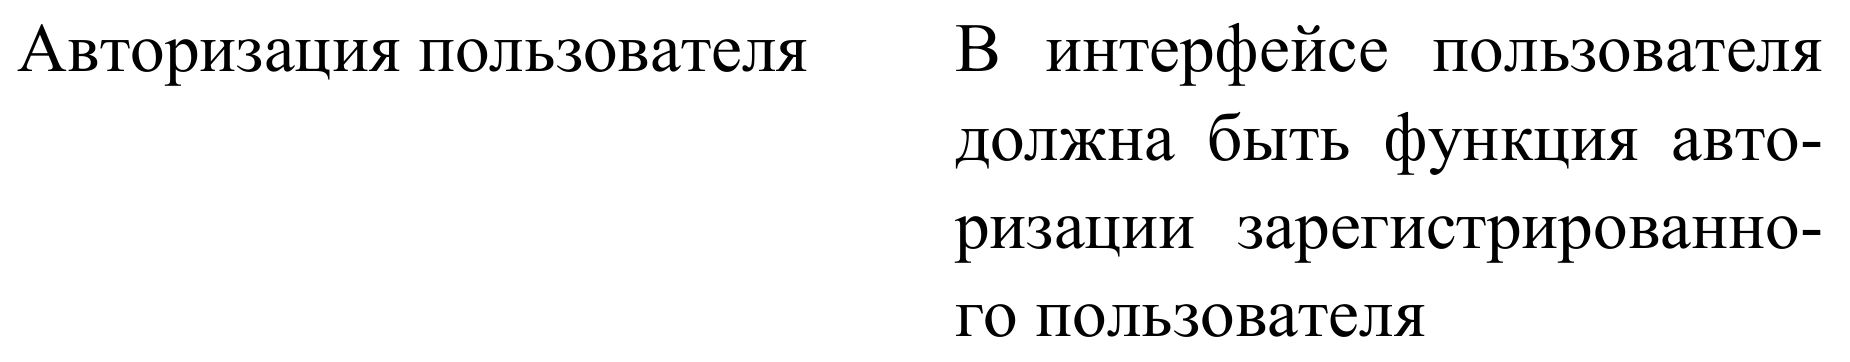 Авторизация пользователя
В интерфейсе пользователя
должна быть функция авто-
ризации зарегистрированно-
го пользователя